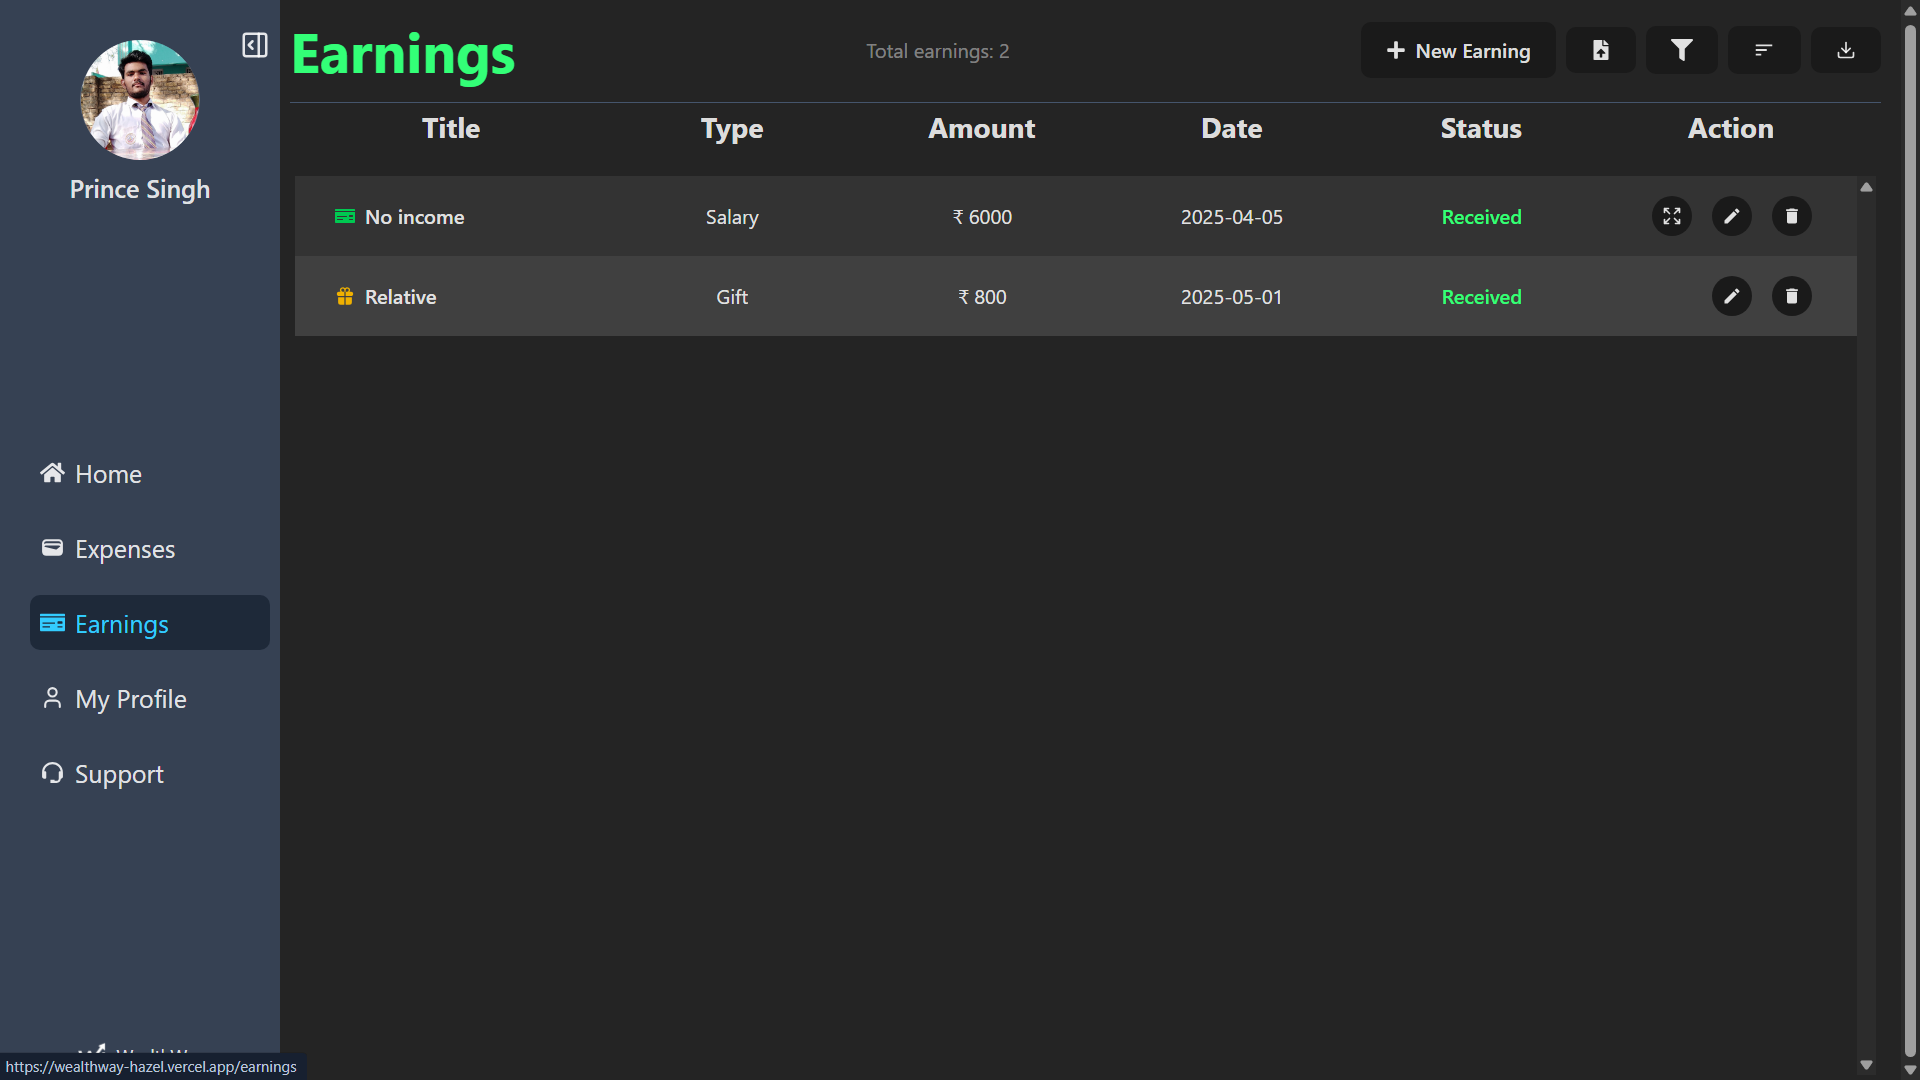 Prince Singh
Home
Expenses
Earnings
My Profile
Support
https://wealthway-hazel.vercel.app/earnings
Earnings
Total earnings: 2
New Earning
Title Type Amount Date Status Action
No income Salary ₹ 6000 2025-04-05 Received
Relative Gift ₹ 800 2025-05-01 Received